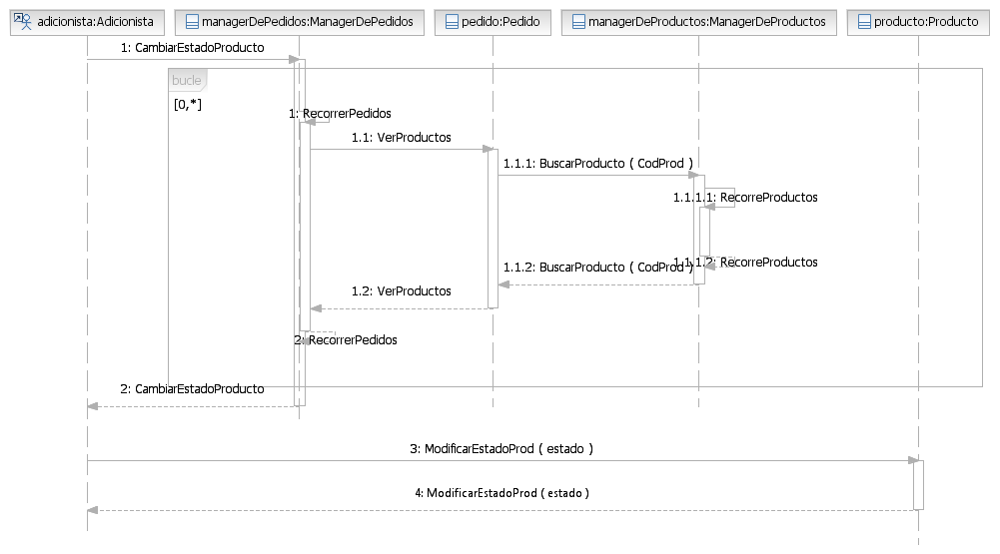 adicionista:Adicionista
managerDePedidos:ManagerDePedidos
pedido:Pedido
managerDeProductos:ManagerDeProductos
producto:Producto
1: CambiarEstadoProducto
bucle
[0,*]
1: RecorrerPedidos
1.1: VerProductos
1.1.1: BuscarProducto ( CodProd )
1.1.1.1: RecorreProductos
1.1.1.2: RecorreProductos
1.1.2: BuscarProducto ( CodProd )
1.2: VerProductos
2: RecorrerPedidos
2: CambiarEstadoProducto
3: ModificarEstadoProd ( estado )
4: ModificarEstadoProd ( estado )